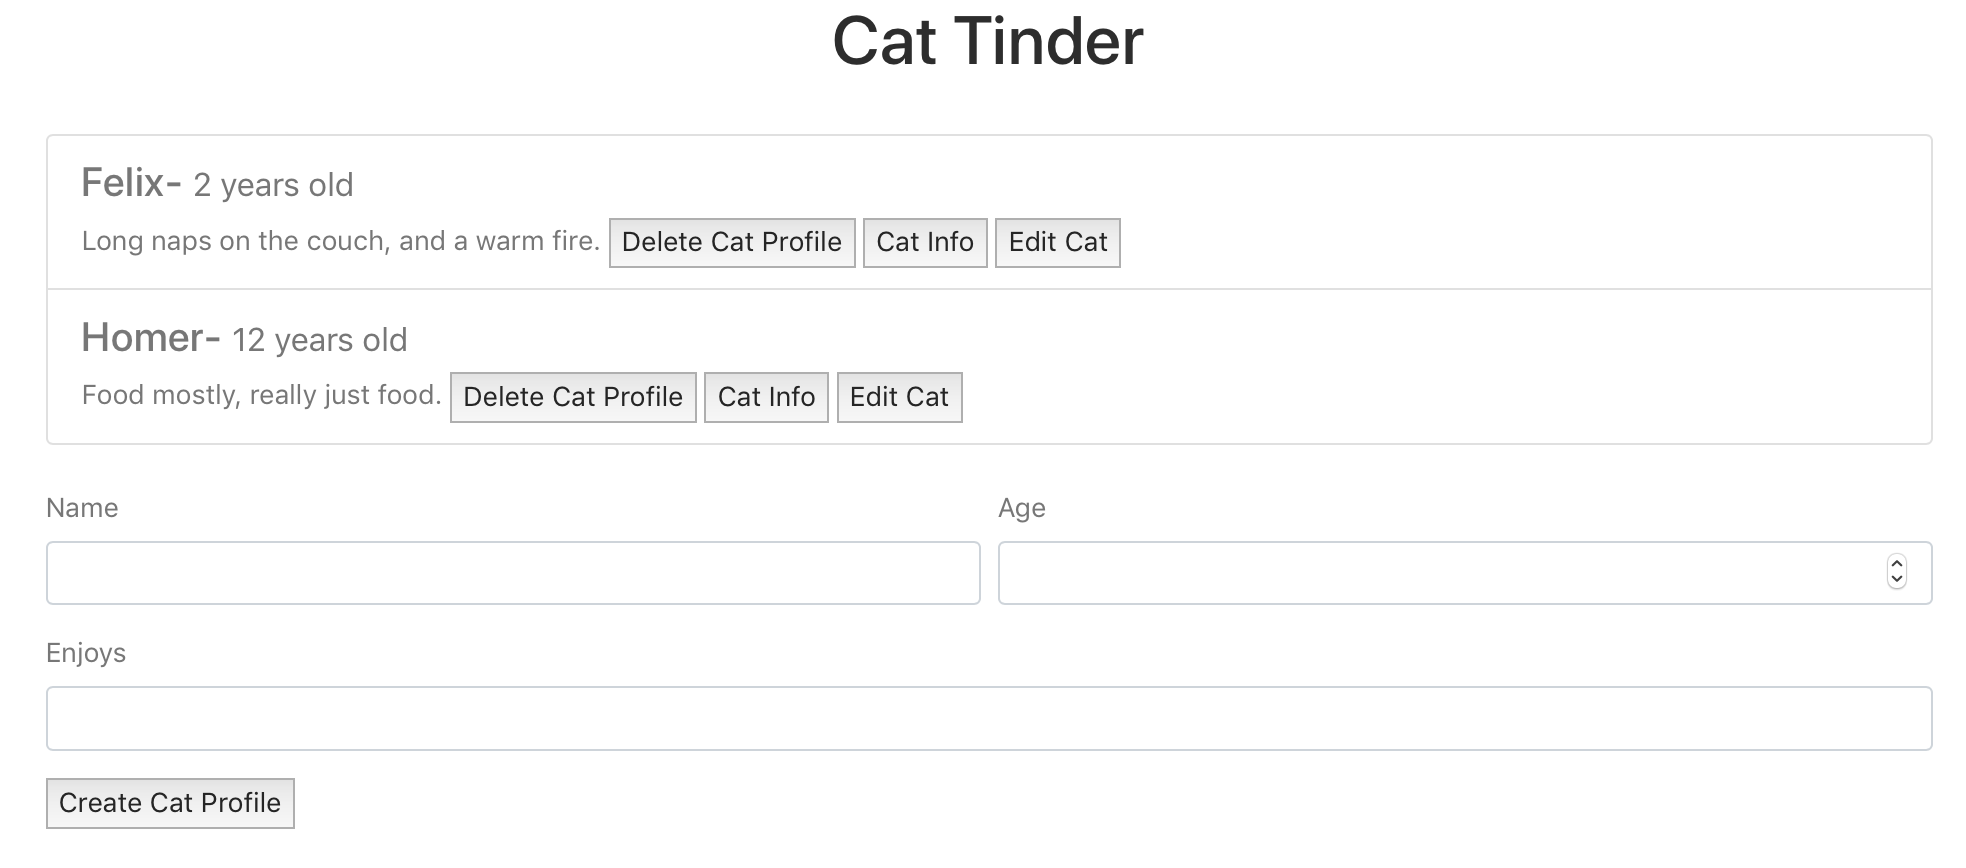 Cat Tinder
Felix- 2 years old
Long naps on the couch, and a warm fire. Delete Cat Profile Cat Info Edit Cat
Homer- 12 years old
Food mostly, really just food. Delete Cat Profile Cat Info Edit Cat
Name Age
Enjoys
Create Cat Profile